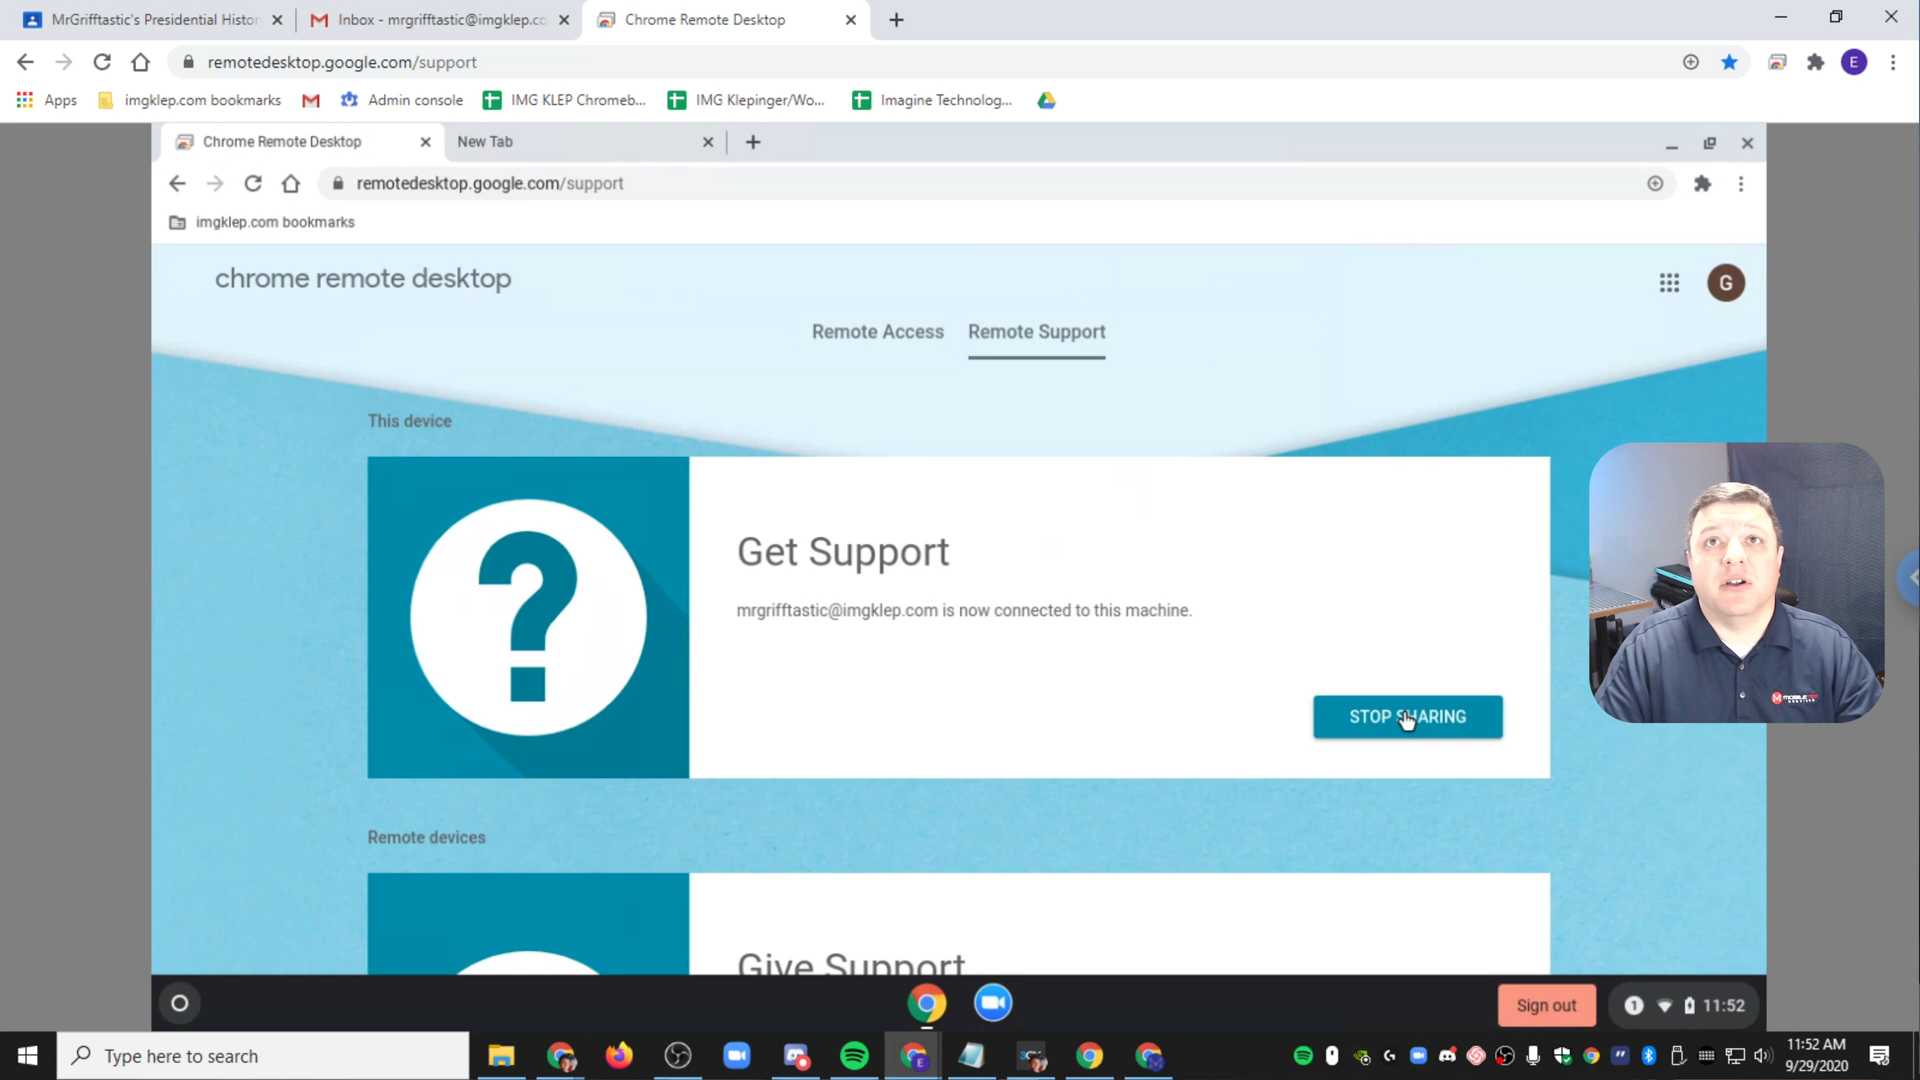 MrGrifftastic's Presidential Histor
Inbox - mrgrifftastic@imgklep.co
Chrome Remote Desktop
remotedesktop.google.com/support
E
Apps
imgklep.com bookmarks
Admin console
IMG KLEP Chromeb...
IMG Klepinger/Wo...
Imagine Technolog...
Chrome Remote Desktop
New Tab
remotedesktop.google.com/support
imgklep.com bookmarks
chrome remote desktop
G
Remote Access
Remote Support
This device
?
Get Support
mrgrifftastic@imgklep.com is now connected to this machine.
STOP SHARING
Remote devices
Give Support
Sign out
1
11:52
Type here to search
11:52 AM
9/29/2020